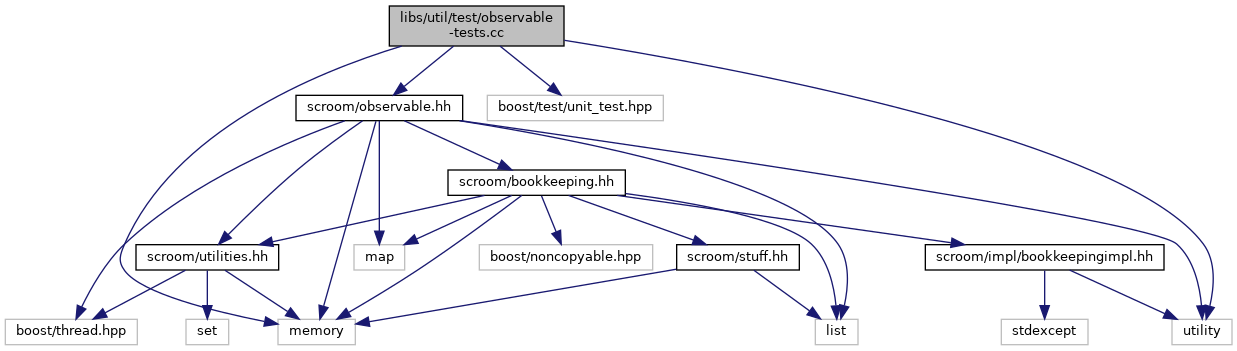 libs/util/test/observable
-tests.cc
scroom/observable.hh
boost/test/unit_test.hpp
scroom/bookkeeping.hh
scroom/utilities.hh
map
boost/noncopyable.hpp
scroom/stuff.hh
scroom/impl/bookkeepingimpl.hh
boost/thread.hpp
set
memory
list
stdexcept
utility